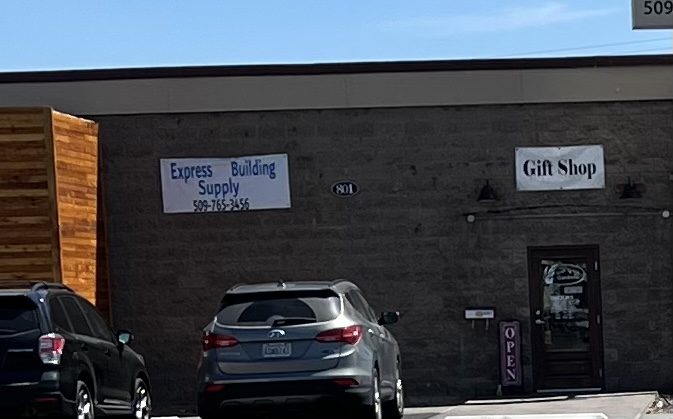 509
Express Building
Supply
509-765-3456
801
Gift Shop
OPEN